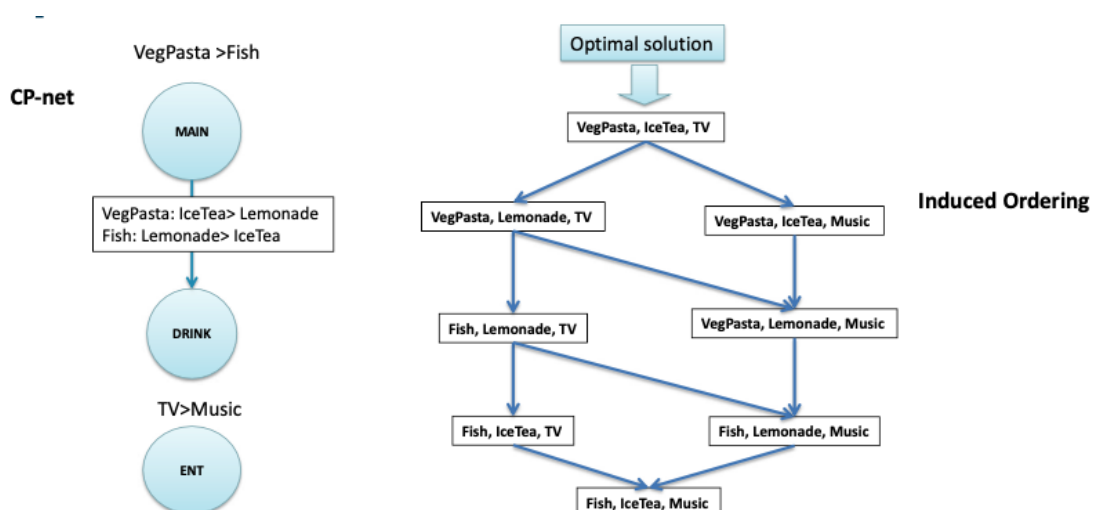 VegPasta >Fish
CP-net
MAIN
VegPasta: IceTea> Lemonade
Fish: Lemonade> IceTea
DRINK
TV>Music
ENT
Optimal solution
VegPasta, IceTea, TV
VegPasta, Lemonade, TV
VegPasta, IceTea, Music
Induced Ordering
Fish, Lemonade, TV
VegPasta, Lemonade, Music
Fish, IceTea, TV
Fish, Lemonade, Music
Fish, IceTea, Music